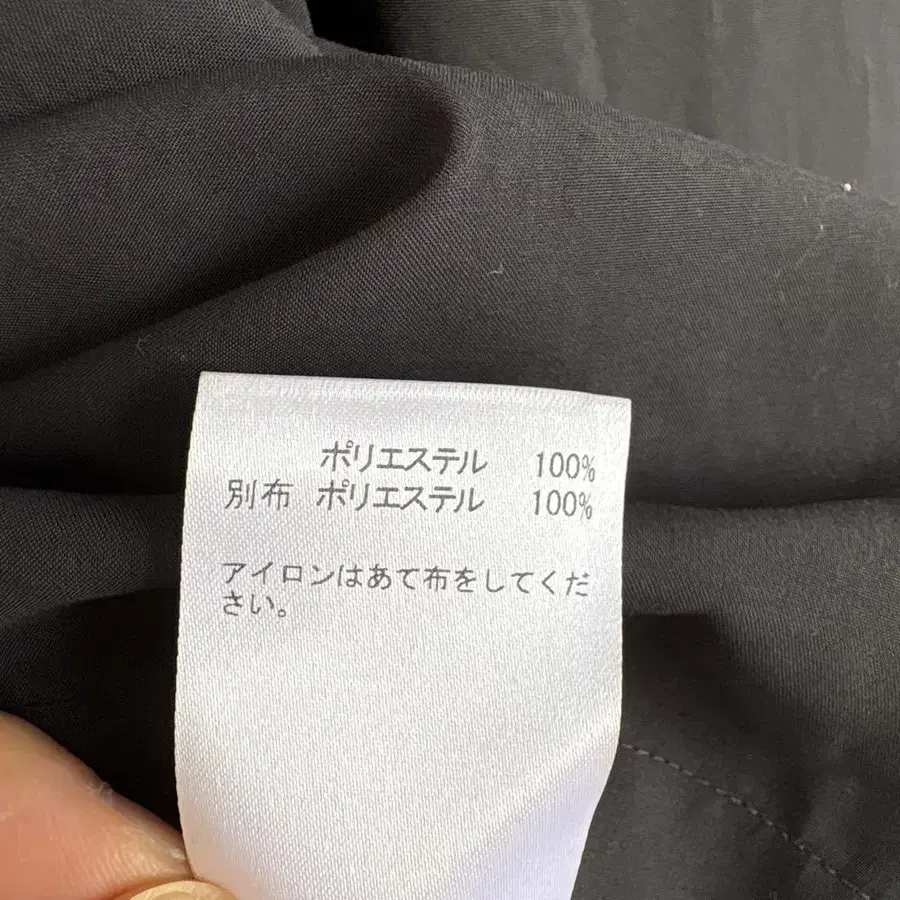 ポリエステル 100%
別布 ポリエステル 100%
アイロンはあて布をしてくだ
さい。